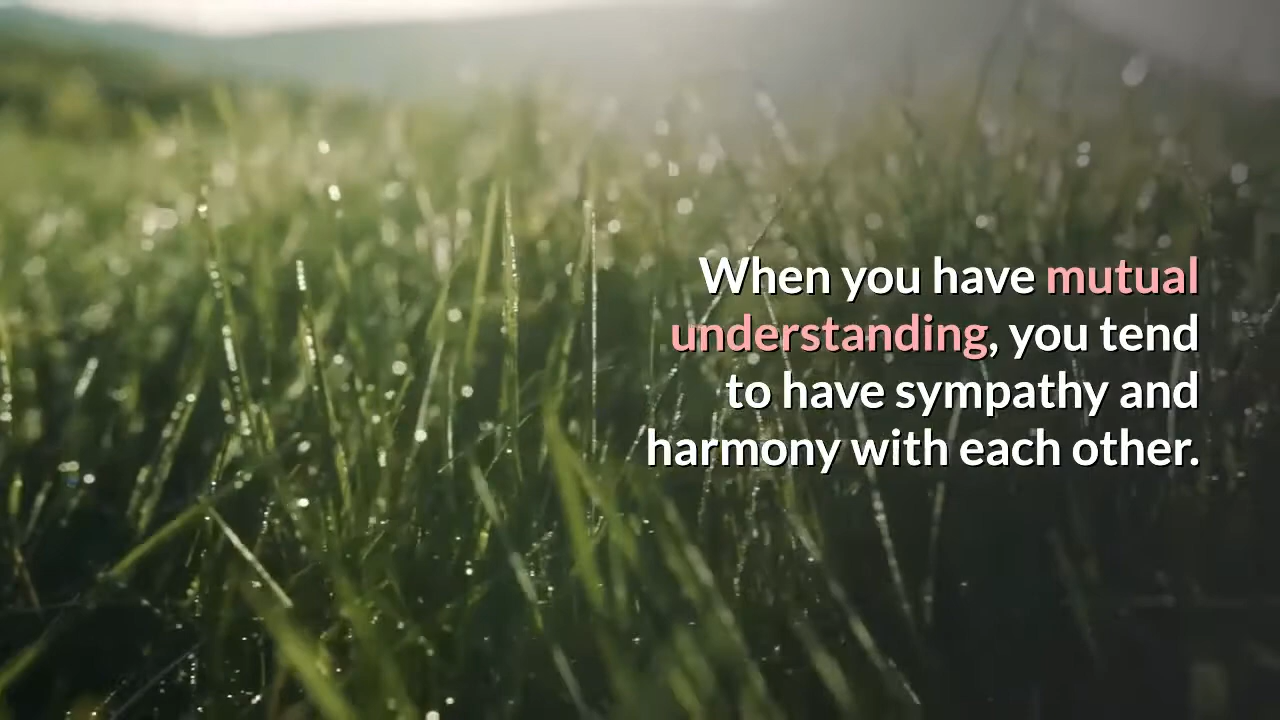 When you have mutual
understanding, you tend
to have sympathy and
harmony with each other.